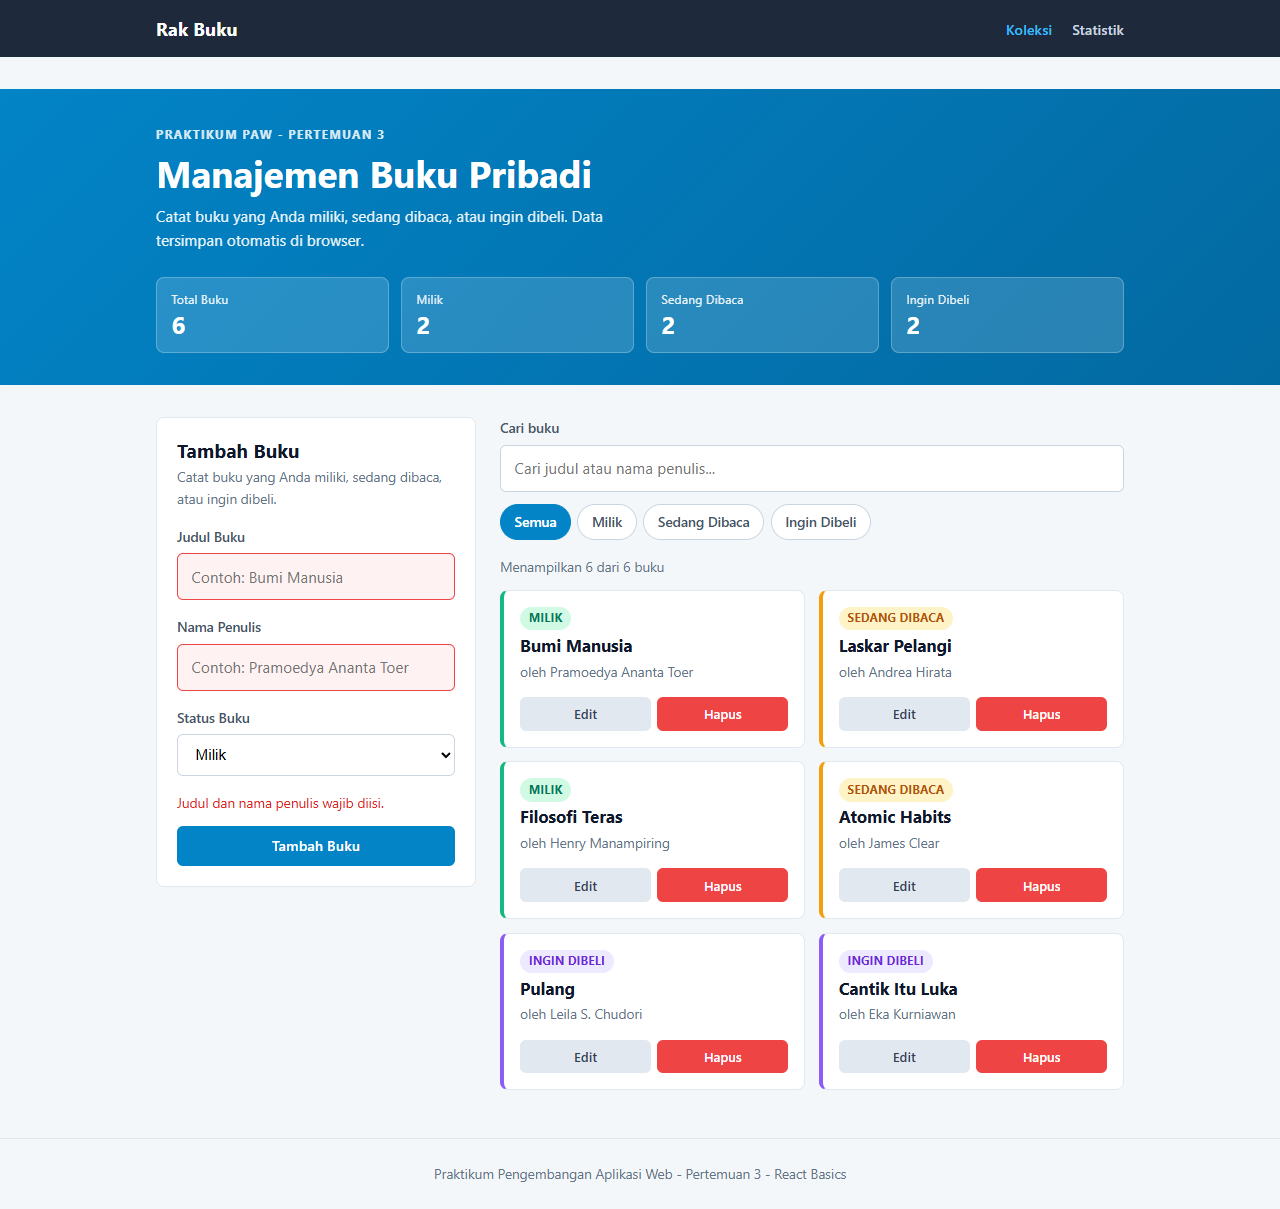 Rak Buku
Koleksi
Statistik
PRAKTIKUM PAW - PERTEMUAN 3
Manajemen Buku Pribadi
Catat buku yang Anda miliki, sedang dibaca, atau ingin dibeli. Data
tersimpan otomatis di browser.
Total Buku
6
Milik
2
Sedang Dibaca
2
Ingin Dibeli
2
Tambah Buku
Catat buku yang Anda miliki, sedang dibaca,
atau ingin dibeli.
Judul Buku
Contoh: Bumi Manusia
Nama Penulis
Contoh: Pramoedya Ananta Toer
Status Buku
Milik
Judul dan nama penulis wajib diisi.
Tambah Buku
Cari buku
Cari judul atau nama penulis...
Semua
Milik
Sedang Dibaca
Ingin Dibeli
Menampilkan 6 dari 6 buku
MILIK
Bumi Manusia
oleh Pramoedya Ananta Toer
Edit
Hapus
SEDANG DIBACA
Laskar Pelangi
oleh Andrea Hirata
Edit
Hapus
MILIK
Filosofi Teras
oleh Henry Manampiring
Edit
Hapus
SEDANG DIBACA
Atomic Habits
oleh James Clear
Edit
Hapus
INGIN DIBELI
Pulang
oleh Leila S. Chudori
Edit
Hapus
INGIN DIBELI
Cantik Itu Luka
oleh Eka Kurniawan
Edit
Hapus
Praktikum Pengembangan Aplikasi Web - Pertemuan 3 - React Basics